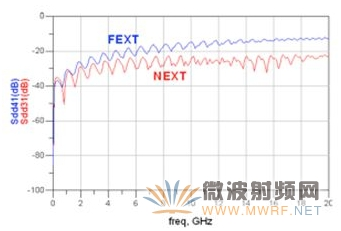 0
-20
-40
-60
-80
-100
Sdd41(dB)
Sdd31(dB)
FEXT
NEXT
0 2 4 6 8 10 12 14 16 18 20
freq, GHz
微波射频网
WWW.MWRF.NET